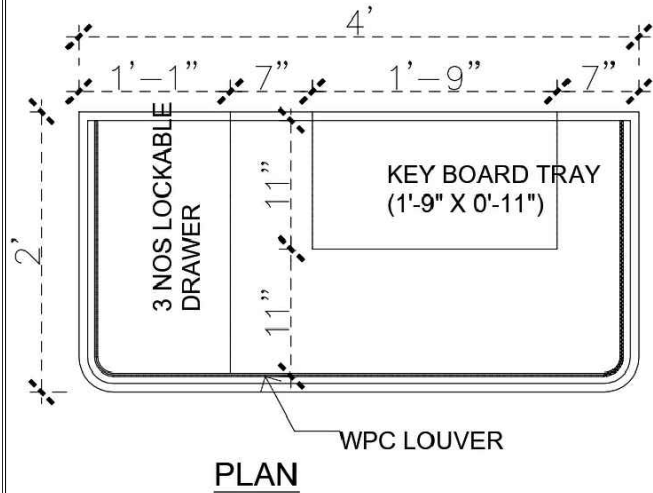 4'
1'-1" 7" 1'-9" 7"
2'
3 NOS LOCKABLE
DRAWER
11"
11"
KEY BOARD TRAY
(1'-9" X 0'-11")
WPC LOUVER
PLAN